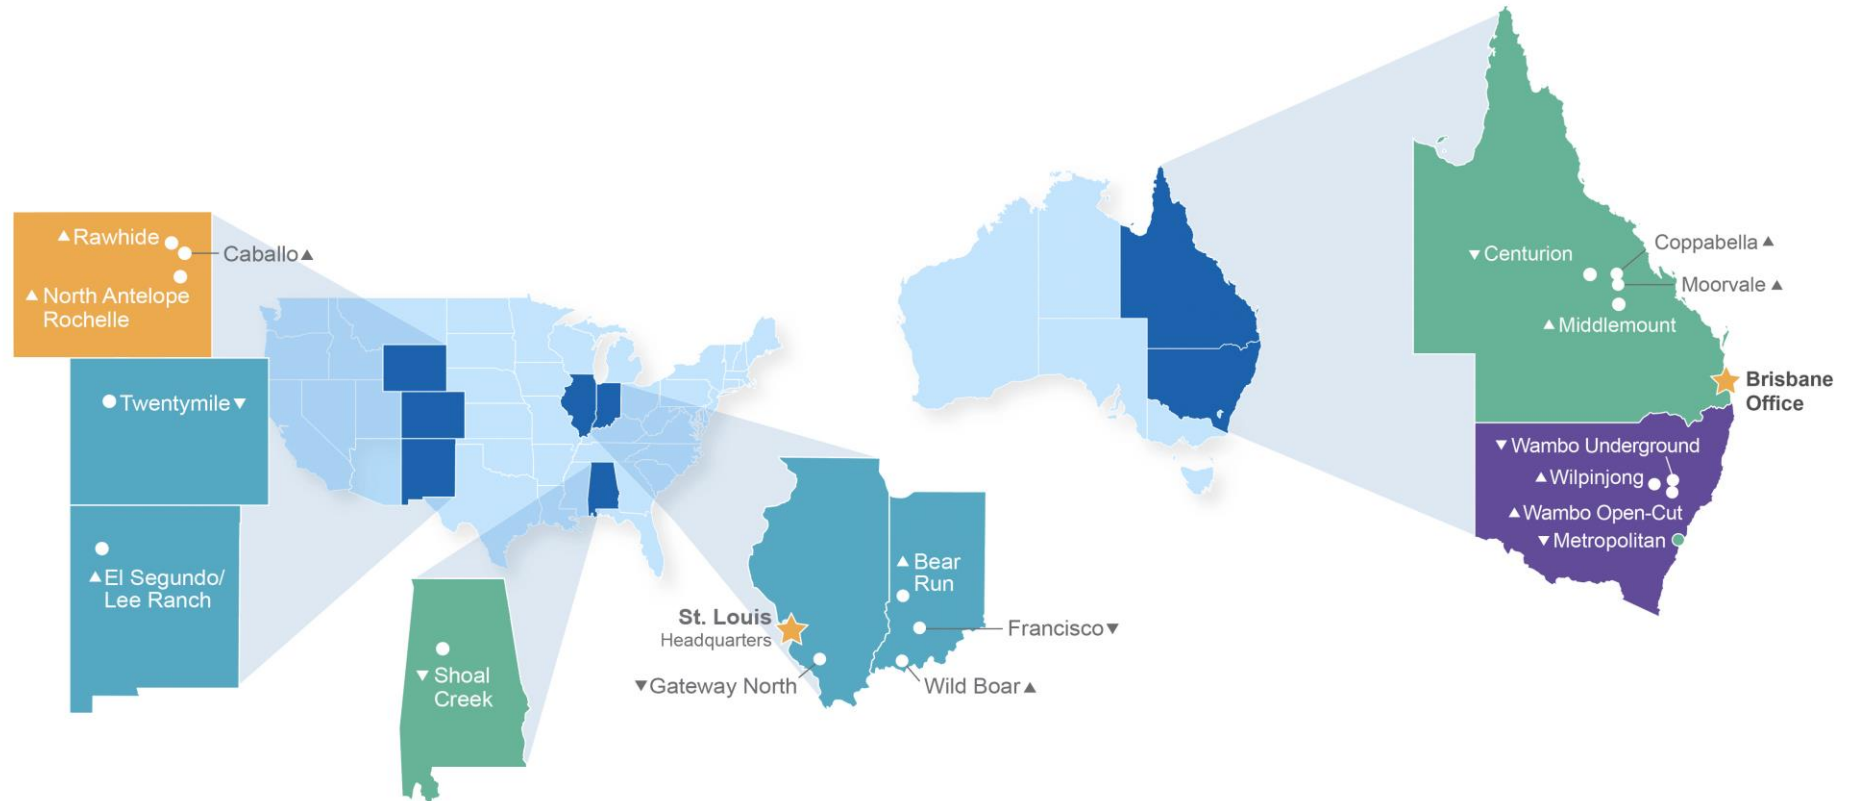 ▲Rawhide
Caballo▲
▲North Antelope
Rochelle
Twentymile▼
▲El Segundo/
Lee Ranch
▼Shoal
Creek
St. Louis
Headquarters
▼Gateway North
▲Bear
Run
Francisco▼
Wild Boar▲
▼Centurion
Coppabella▲
Moorvale▲
▲Middlemount
Brisbane
Office
▼Wambo Underground
▲Wilpinjong
▲Wambo Open-Cut
▼Metropolitan